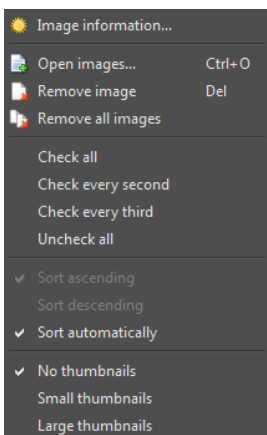 Image information...
Open images... Ctrl+O
Remove image Del
Remove all images
Check all
Check every second
Check every third
Uncheck all
Sort ascending
Sort descending
Sort automatically
No thumbnails
Small thumbnails
Large thumbnails